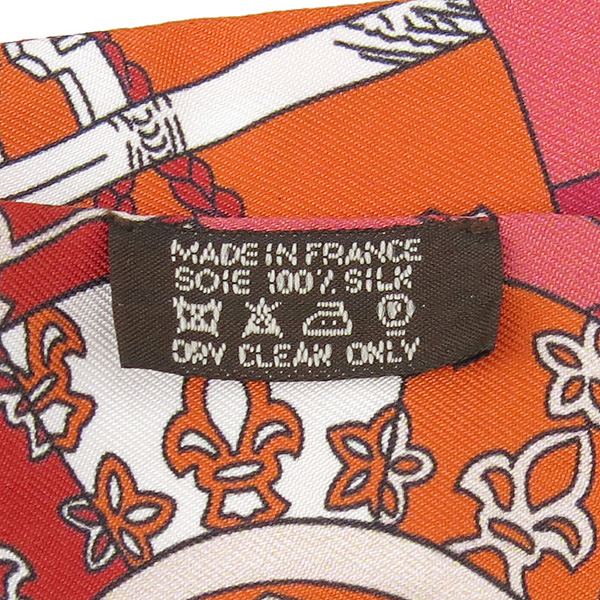 MADE IN FRANCE
SOIE 100% SILK
DRY CLEAN ONLY